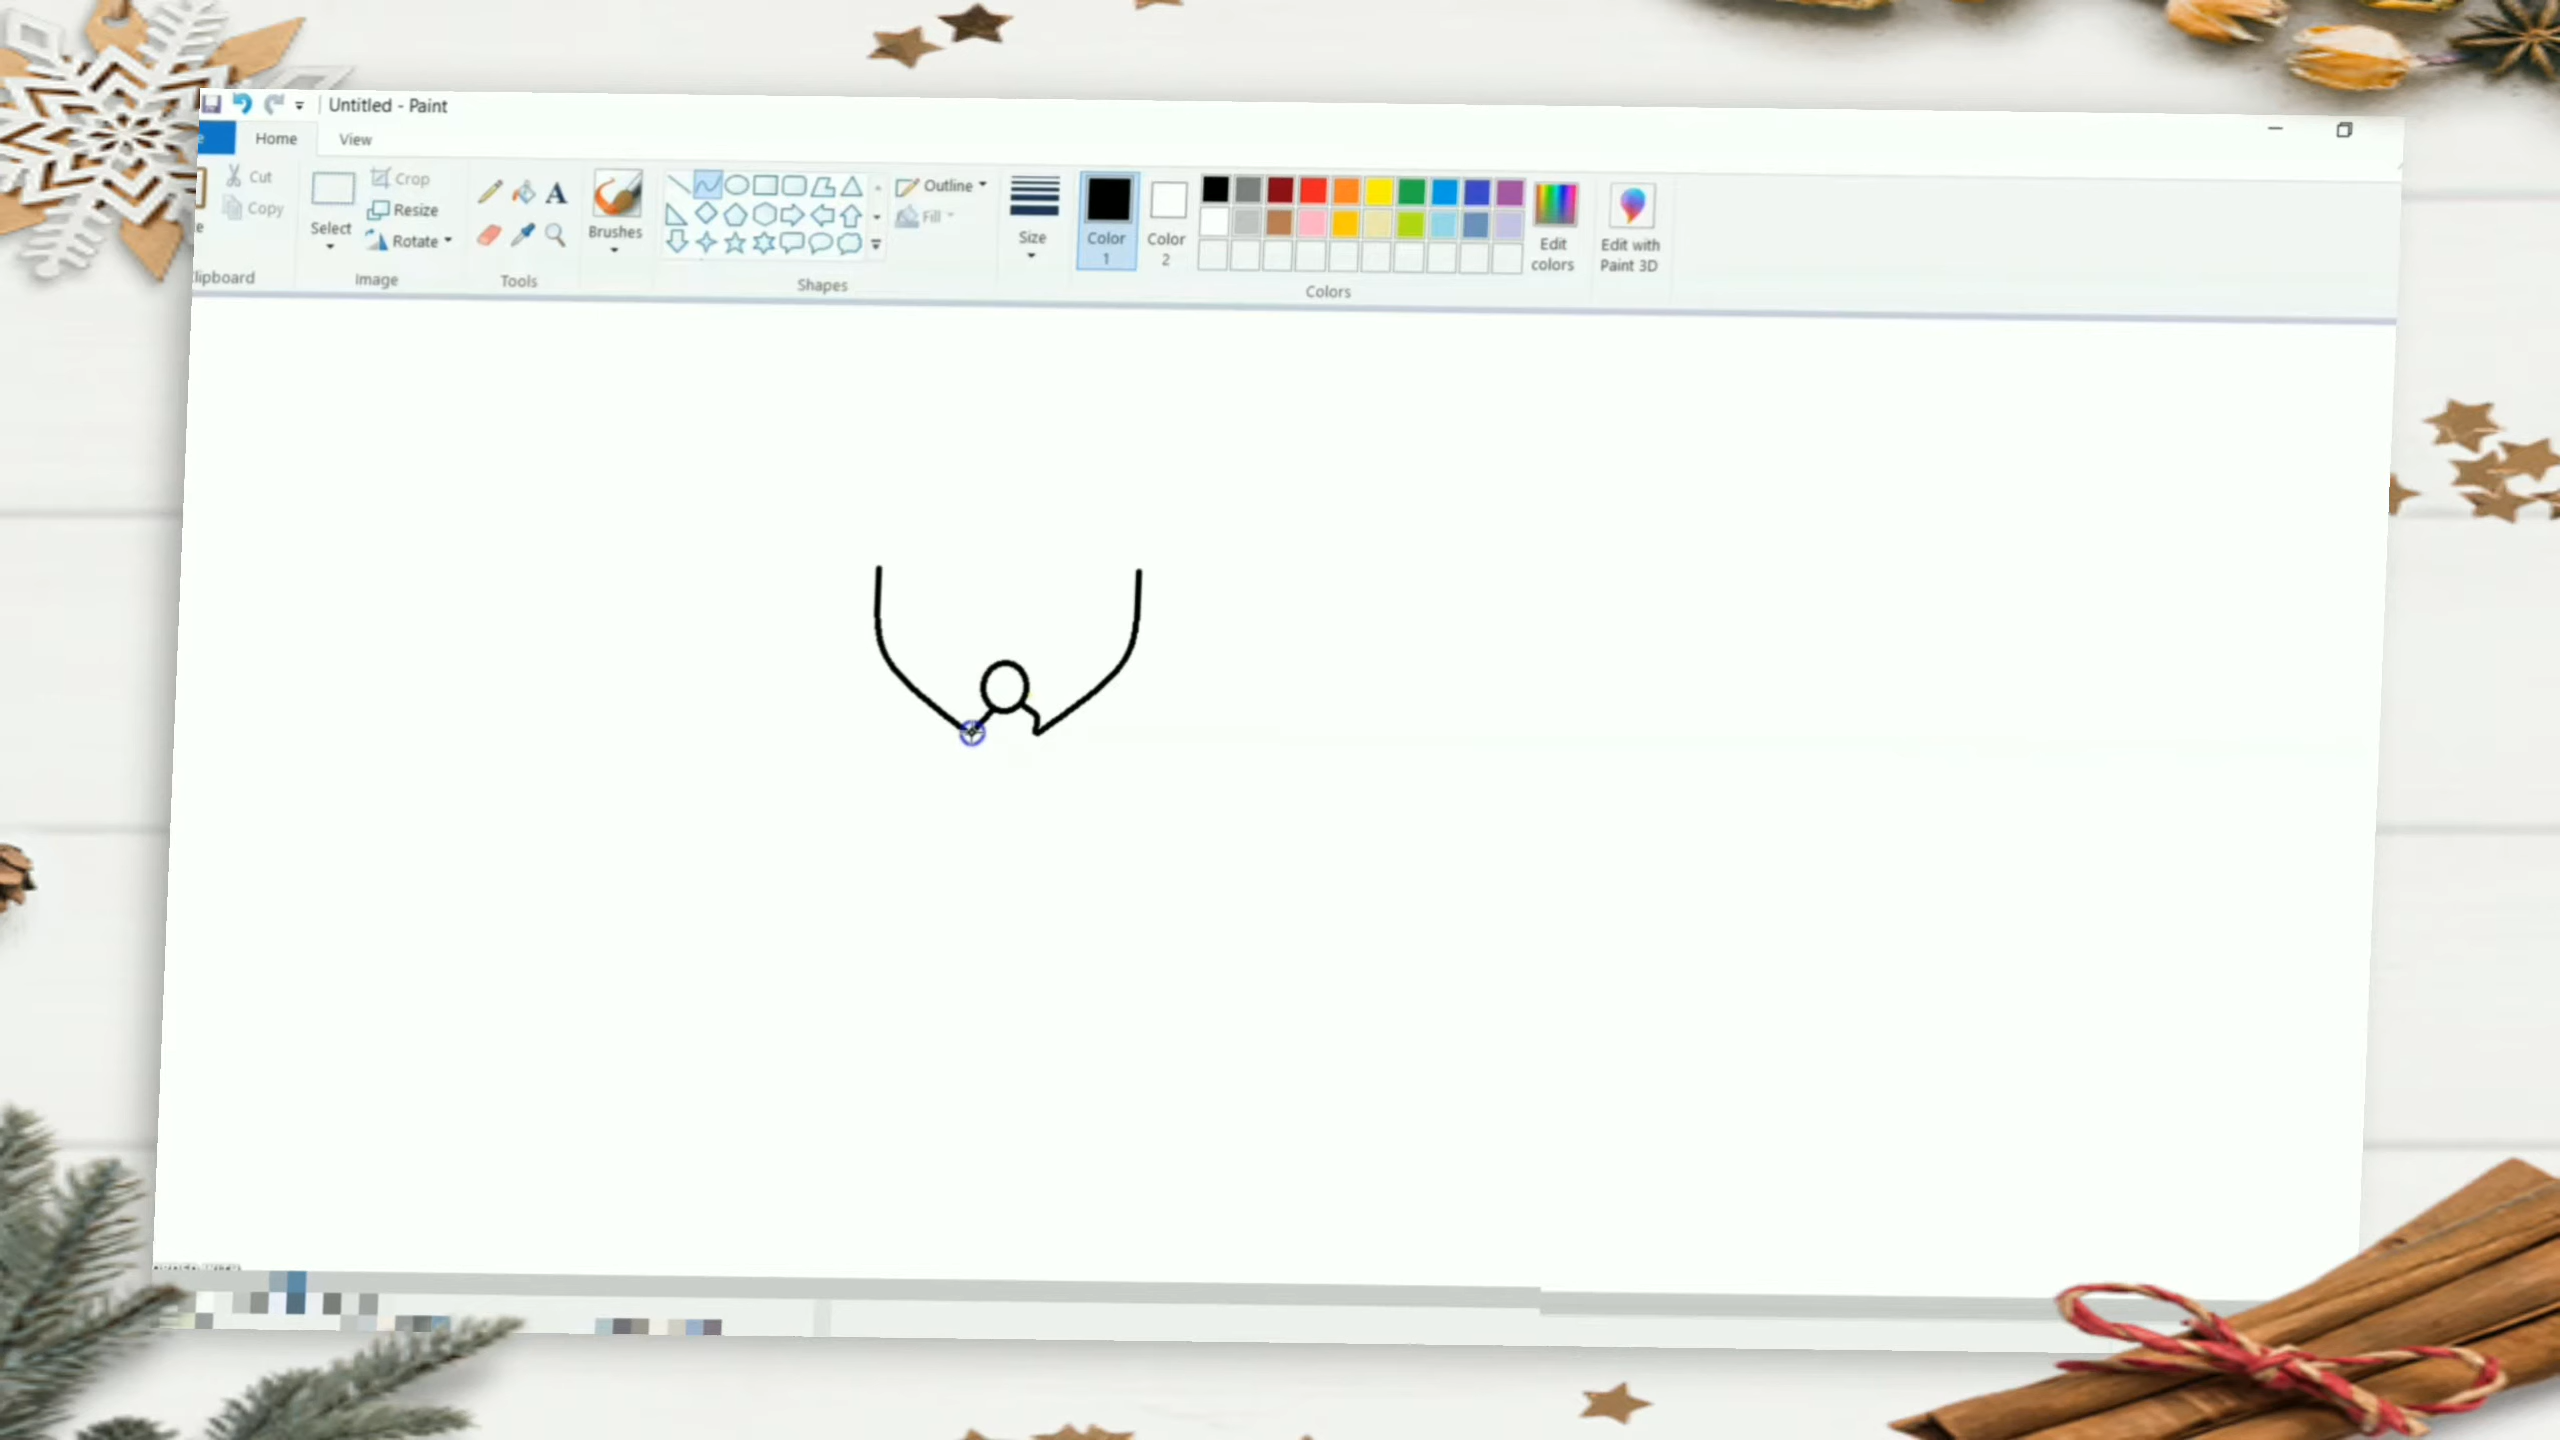 Untitled - Paint
Home View
Cut
Copy
Select
Crop
Resize
Rotate
Brushes
Outline
Fill
Size
Color 1
Color 2
Edit colors
Edit with Paint 3D
lipboard
Image
Tools
Shapes
Colors